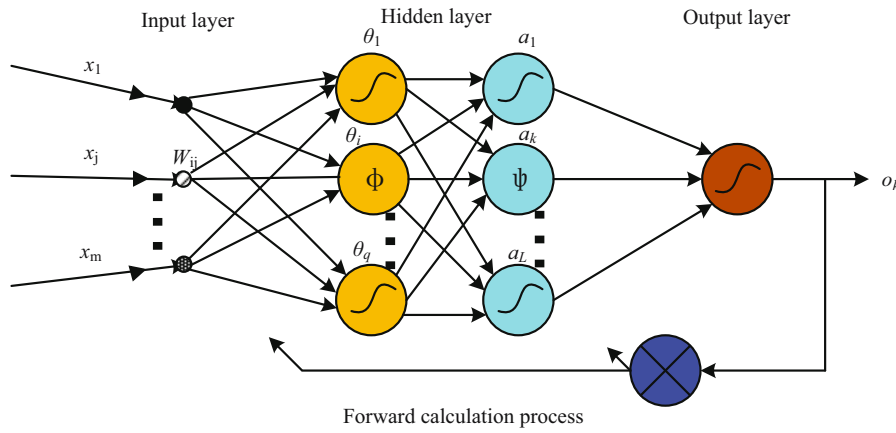 Input layer
Hidden layer
Output layer
x1
xj
xm
Wij
θ1
θi
θq
Φ
a1
ak
aL
ψ
Forward calculation process